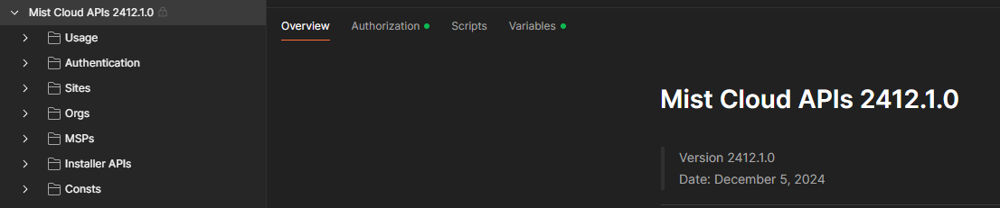 Mist Cloud APIs 2412.1.0
Usage
Authentication
Sites
Orgs
MSPs
Installer APIs
Consts
Overview Authorization Scripts Variables
Mist Cloud APIs 2412.1.0
Version 2412.1.0
Date: December 5, 2024